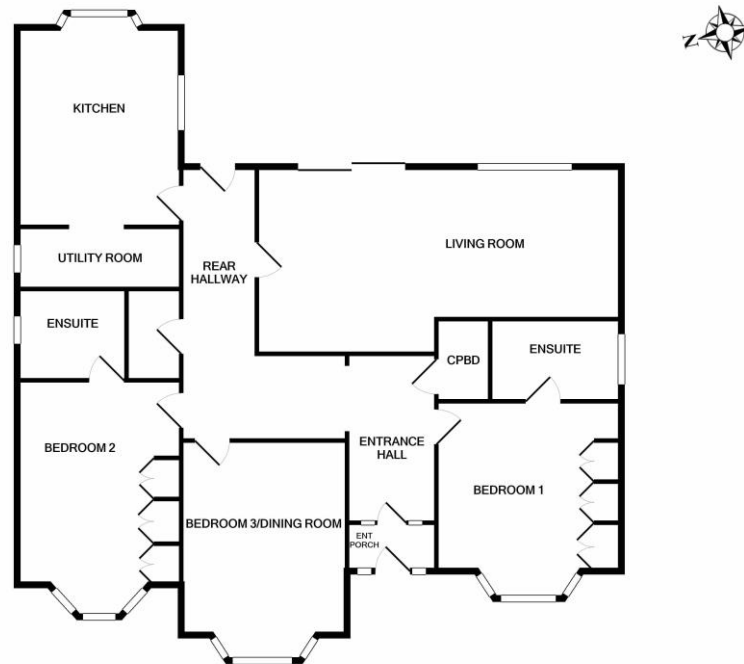 N
KITCHEN
LIVING ROOM
UTILITY ROOM
REAR
HALLWAY
ENSUITE
CPBD
ENSUITE
BEDROOM 2
ENTRANCE
HALL
BEDROOM 1
BEDROOM 3/DINING ROOM
ENT
PORCH